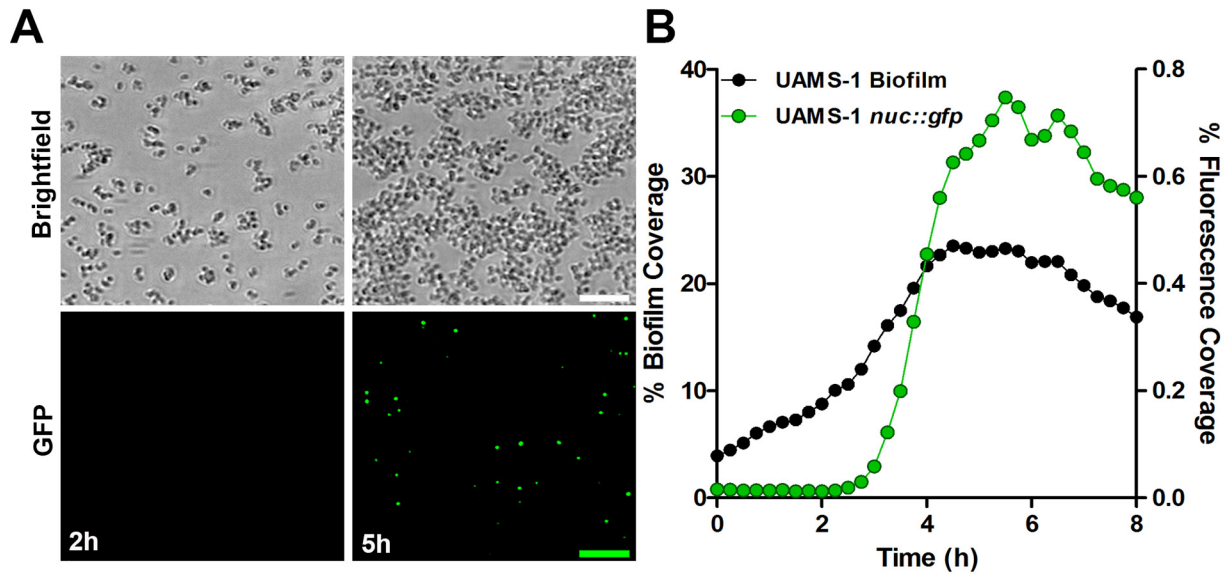 A
Brightfield
GFP
2h
5h
B
UAMS-1 Biofilm
UAMS-1 nuc::gfp
% Biofilm Coverage
40
30
20
10
0
% Fluorescence Coverage
0.8
0.6
0.4
0.2
0.0
0 2 4 6 8
Time (h)